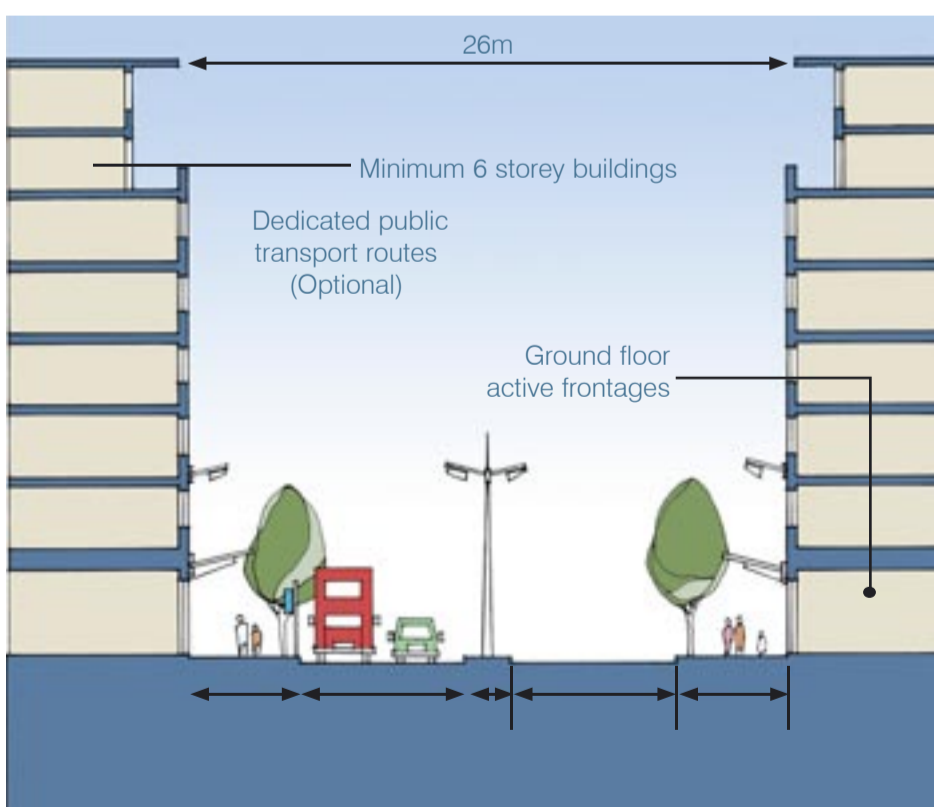 26m
Minimum 6 storey buildings
Dedicated public
transport routes
(Optional)
Ground floor
active frontages